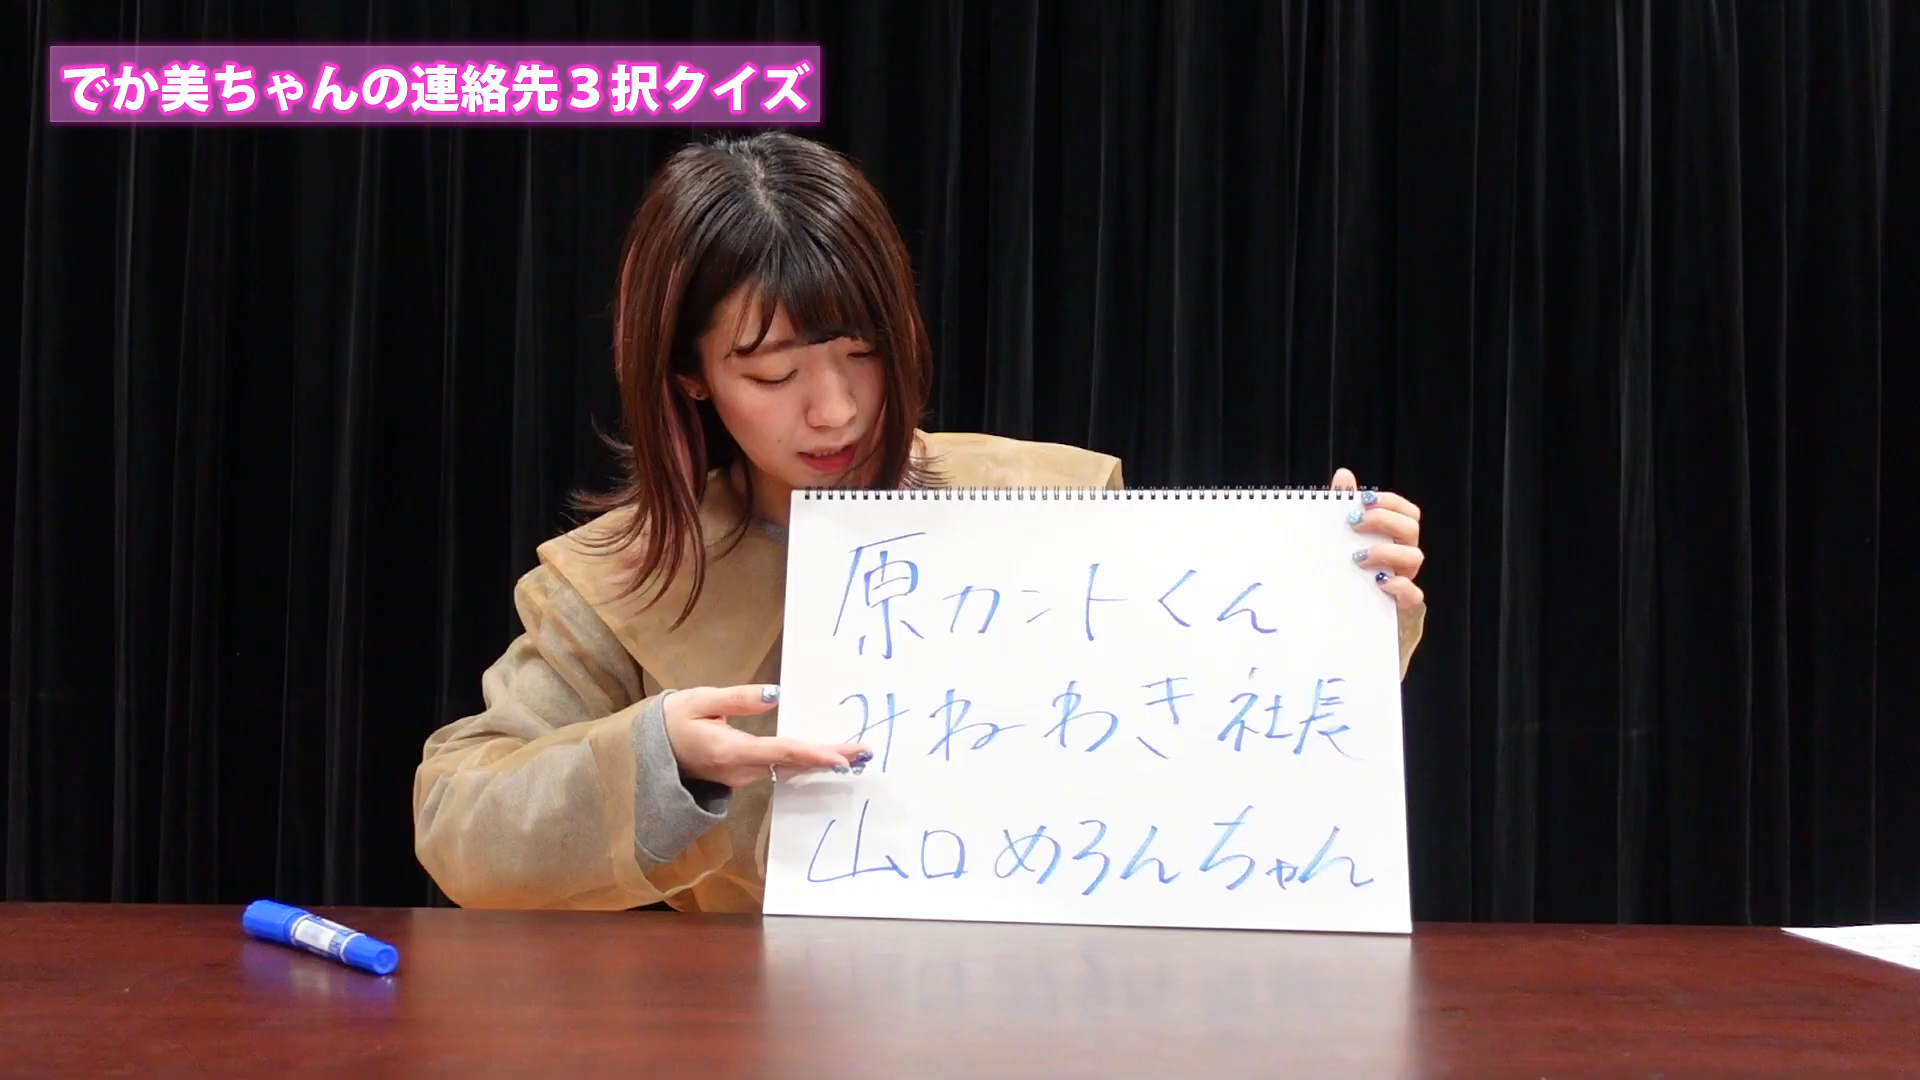 でか美ちゃんの連絡先３択クイズ
原カントくん
みねわき社長
山口めろんちゃん